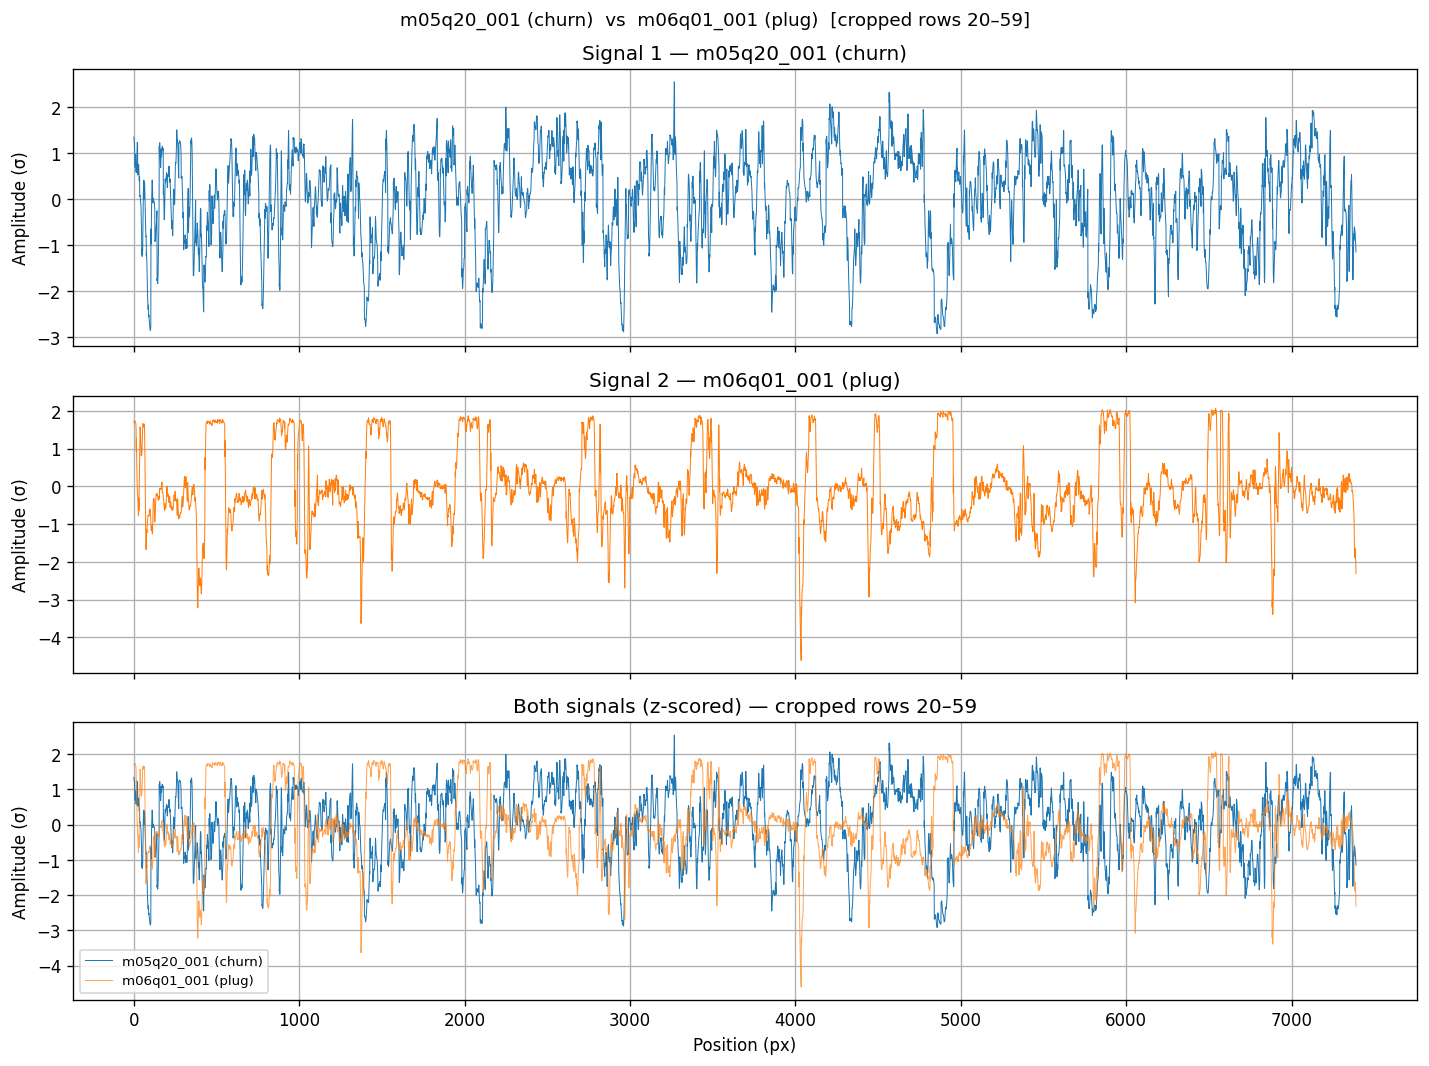 m05q20_001 (churn)  vs  m06q01_001 (plug)  [cropped rows 20–59]
Signal 1 — m05q20_001 (churn)
Amplitude (σ)
2
1
0
−1
−2
−3
Signal 2 — m06q01_001 (plug)
Amplitude (σ)
2
1
0
−1
−2
−3
−4
Both signals (z-scored) — cropped rows 20–59
Amplitude (σ)
2
1
0
−1
−2
−3
−4
m05q20_001 (churn)
m06q01_001 (plug)
0 1000 2000 3000 4000 5000 6000 7000
Position (px)